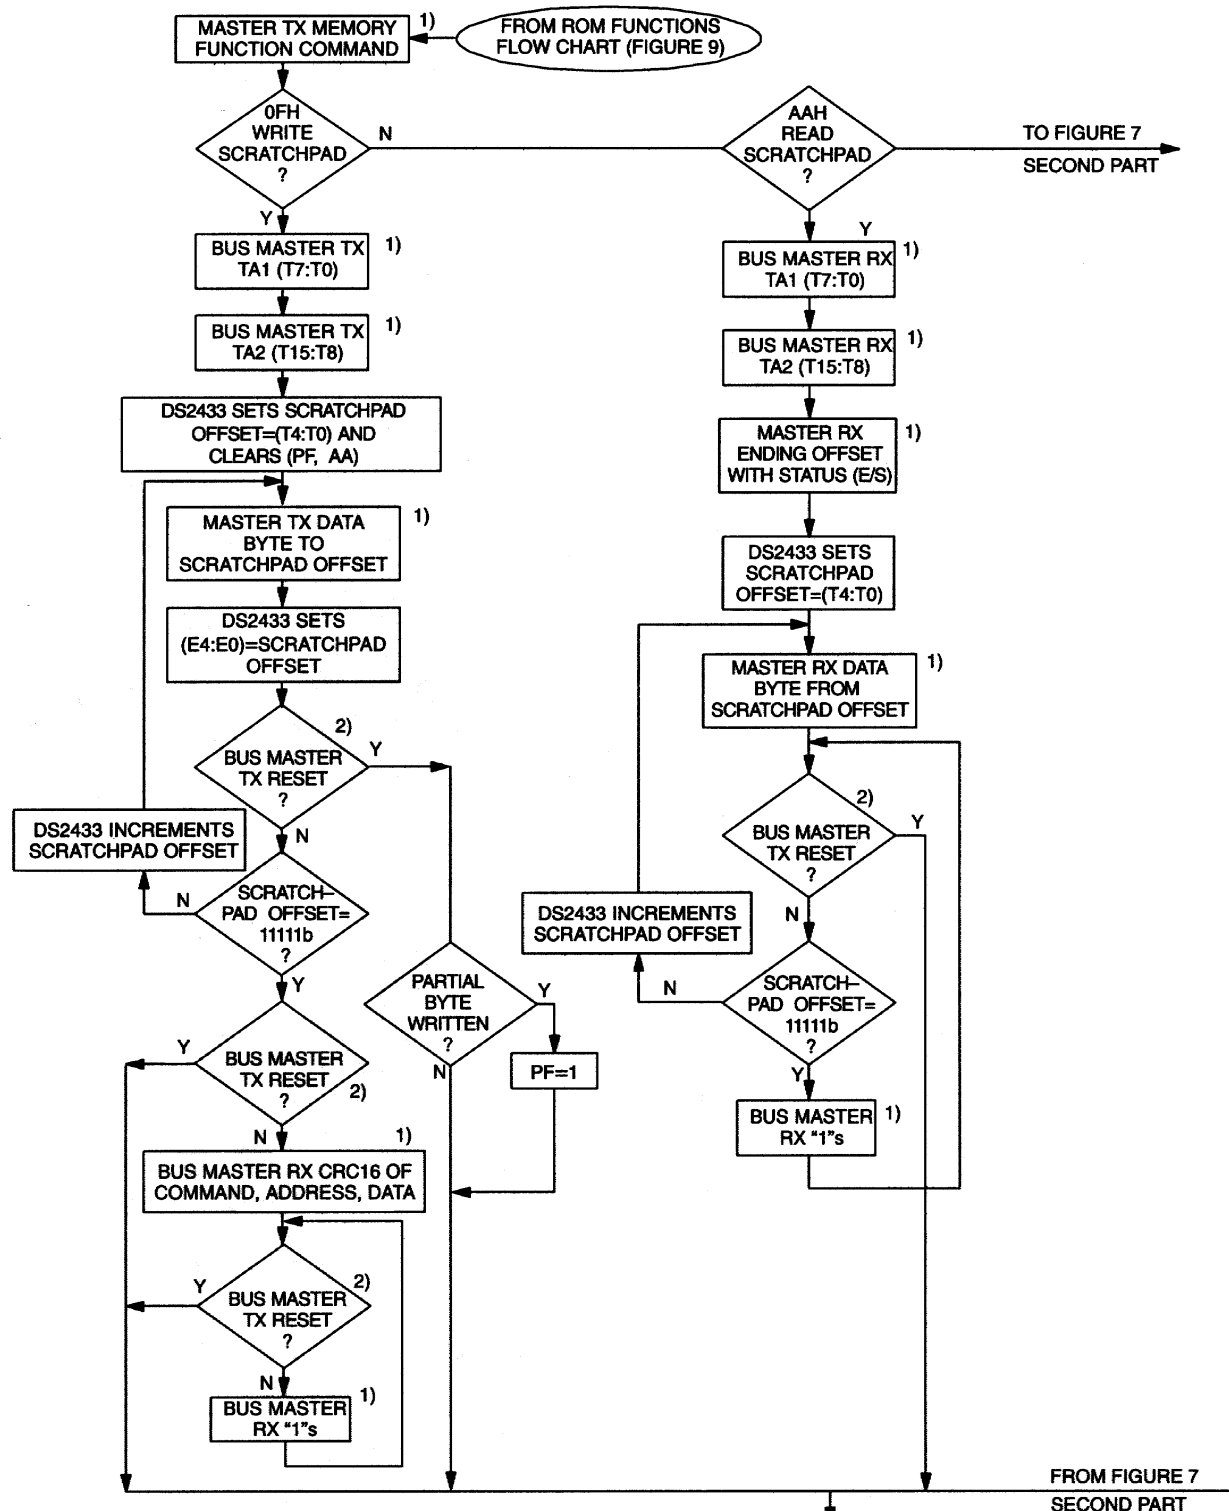 MASTER TX MEMORY
FUNCTION COMMAND
1)
FROM ROM FUNCTIONS
FLOW CHART (FIGURE 9)
0FH
WRITE
SCRATCHPAD
?
N
Y
AAH
READ
SCRATCHPAD
?
TO FIGURE 7
SECOND PART
Y
BUS MASTER TX
TA1 (T7:T0)
1)
BUS MASTER TX
TA2 (T15:T8)
1)
DS2433 SETS SCRATCHPAD
OFFSET=(T4:T0) AND
CLEARS (PF, AA)
MASTER TX DATA
BYTE TO
SCRATCHPAD OFFSET
1)
DS2433 SETS
(E4:E0)=SCRATCHPAD
OFFSET
2)
BUS MASTER
TX RESET
?
Y
N
DS2433 INCREMENTS
SCRATCHPAD OFFSET
N
SCRATCH–
PAD OFFSET=
11111b
?
Y
Y
BUS MASTER
TX RESET
?
2)
N
PARTIAL
BYTE
WRITTEN
?
Y
N
PF=1
1)
BUS MASTER RX CRC16 OF
COMMAND, ADDRESS, DATA
Y
2)
BUS MASTER
TX RESET
?
N
BUS MASTER
RX “1”s
1)
BUS MASTER RX
TA1 (T7:T0)
1)
BUS MASTER RX
TA2 (T15:T8)
1)
MASTER RX
ENDING OFFSET
WITH STATUS (E/S)
1)
DS2433 SETS
SCRATCHPAD
OFFSET=(T4:T0)
MASTER RX DATA
BYTE FROM
SCRATCHPAD OFFSET
1)
2)
BUS MASTER
TX RESET
?
Y
N
DS2433 INCREMENTS
SCRATCHPAD OFFSET
N
SCRATCH–
PAD OFFSET=
11111b
?
Y
BUS MASTER
RX “1”s
1)
FROM FIGURE 7
SECOND PART